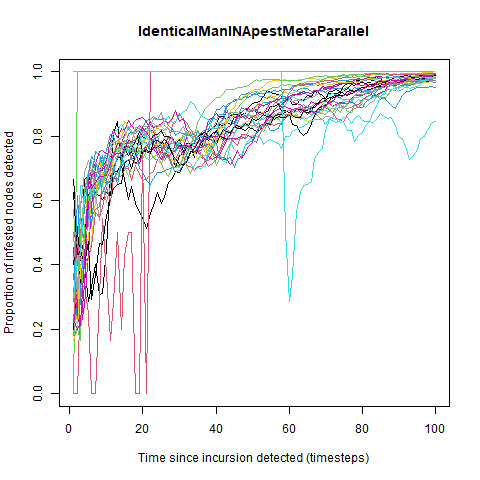 IdenticalManINApestMetaParallel
Proportion of infested nodes detected
1.0
0.8
0.6
0.4
0.2
0.0
0 20 40 60 80 100
Time since incursion detected (timesteps)